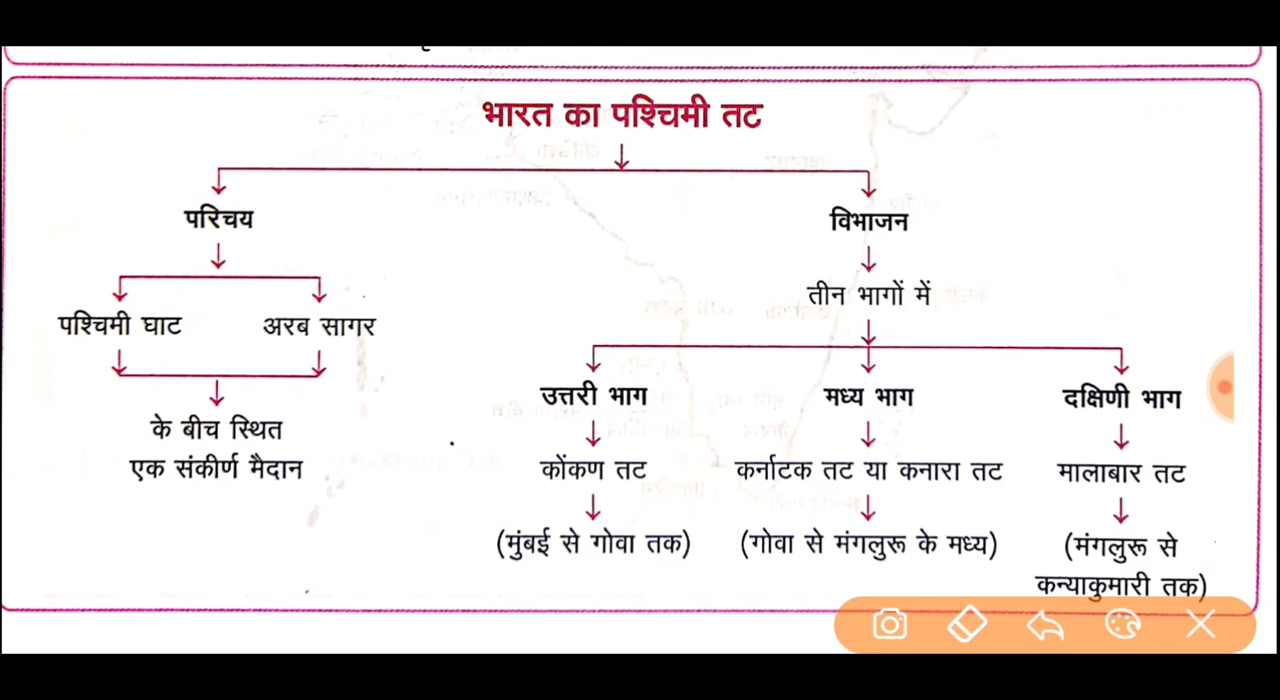 भारत का पश्चिमी तट
परिचय
विभाजन
तीन भागों में
पश्चिमी घाट
अरब सागर
के बीच स्थित
एक संकीर्ण मैदान
उत्तरी भाग
मध्य भाग
दक्षिणी भाग
कोंकण तट
कर्नाटक तट या कनारा तट
मालाबार तट
(मुंबई से गोवा तक)
(गोवा से मंगलुरू के मध्य)
(मंगलुरू से
कन्याकुमारी तक)